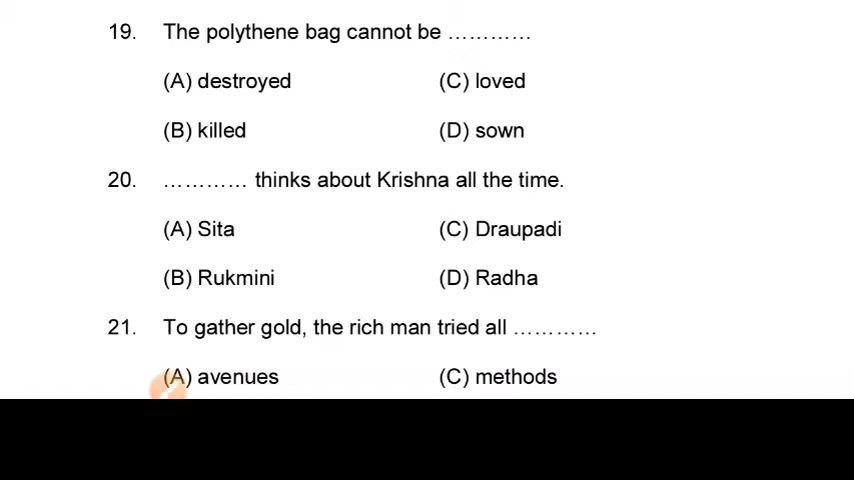 19. The polythene bag cannot be …………
(A) destroyed (C) loved
(B) killed (D) sown
20. ………… thinks about Krishna all the time.
(A) Sita (C) Draupadi
(B) Rukmini (D) Radha
21. To gather gold, the rich man tried all …………
(A) avenues (C) methods